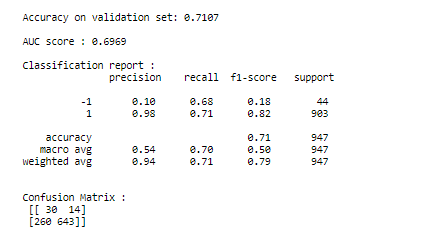 Accuracy on validation set: 0.7107
AUC score : 0.6969
Classification report :
precision recall f1-score support
-1 0.10 0.68 0.18 44
1 0.98 0.71 0.82 903
accuracy 0.71 947
macro avg 0.54 0.70 0.50 947
weighted avg 0.94 0.71 0.79 947
Confusion Matrix :
[[ 30 14]
[260 643]]